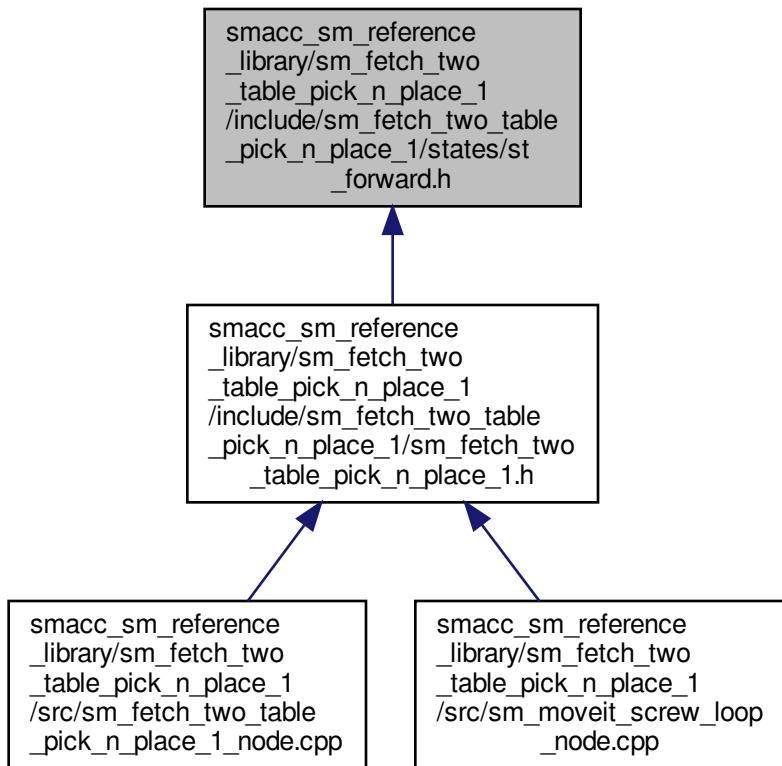 smacc_sm_reference
_library/sm_fetch_two
_table_pick_n_place_1
/include/sm_fetch_two_table
_pick_n_place_1/states/st
_forward.h
smacc_sm_reference
_library/sm_fetch_two
_table_pick_n_place_1
/include/sm_fetch_two_table
_pick_n_place_1/sm_fetch_two
_table_pick_n_place_1.h
smacc_sm_reference
_library/sm_fetch_two
_table_pick_n_place_1
/src/sm_fetch_two_table
_pick_n_place_1_node.cpp
smacc_sm_reference
_library/sm_fetch_two
_table_pick_n_place_1
/src/sm_moveit_screw_loop
_node.cpp